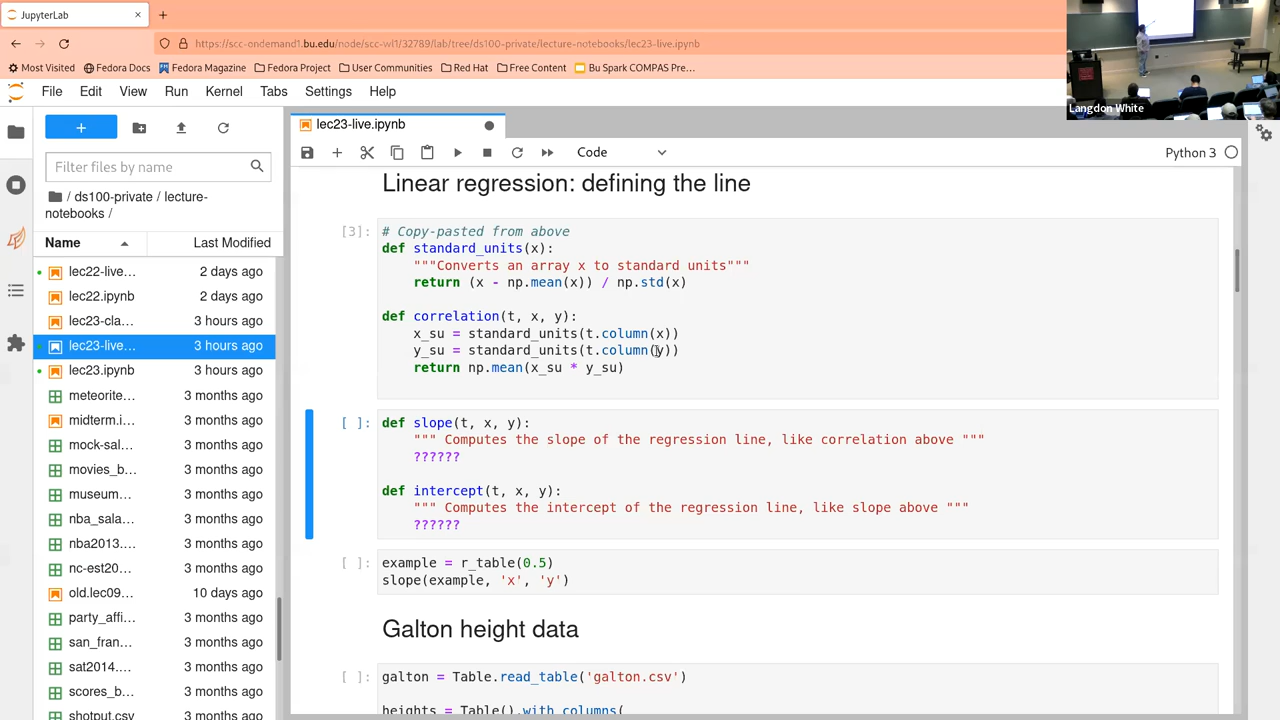 JupyterLab
https://scc-ondemand1.bu.edu/node/scc-wl1/32789/lab/tree/ds100-private/lecture-notebooks/lec23-live.ipynb
Most Visited Fedora Docs Fedora Magazine Fedora Project User Communities Red Hat Free Content Bu Spark COMPAS Pre...
Langdon White
File Edit View Run Kernel Tabs Settings Help
lec23-live.ipynb
Code
Python 3
Filter files by name
/ ds100-private / lecture-
notebooks /
Name Last Modified
lec22-live... 2 days ago
lec22.ipynb 2 days ago
lec23-cla... 3 hours ago
lec23-live... 3 hours ago
lec23.ipynb 3 hours ago
meteorite... 3 months ago
midterm.i... 3 months ago
mock-sal... 3 months ago
movies_b... 3 months ago
museum... 3 months ago
nba_sala... 3 months ago
nba2013.... 3 months ago
nc-est20... 3 months ago
old.lec09... 10 days ago
party_affi... 3 months ago
san_fran... 3 months ago
sat2014.... 3 months ago
scores_b... 3 months ago
shotput.csv 3 months ago
Linear regression: defining the line
[3]: # Copy-pasted from above
def standard_units(x):
"""Converts an array x to standard units"""
return (x - np.mean(x)) / np.std(x)
def correlation(t, x, y):
x_su = standard_units(t.column(x))
y_su = standard_units(t.column(y))
return np.mean(x_su * y_su)
[ ]: def slope(t, x, y):
""" Computes the slope of the regression line, like correlation above """
??????
def intercept(t, x, y):
""" Computes the intercept of the regression line, like slope above """
??????
[ ]: example = r_table(0.5)
slope(example, 'x', 'y')
Galton height data
[ ]: galton = Table.read_table('galton.csv')
heights = Table().with_columns(